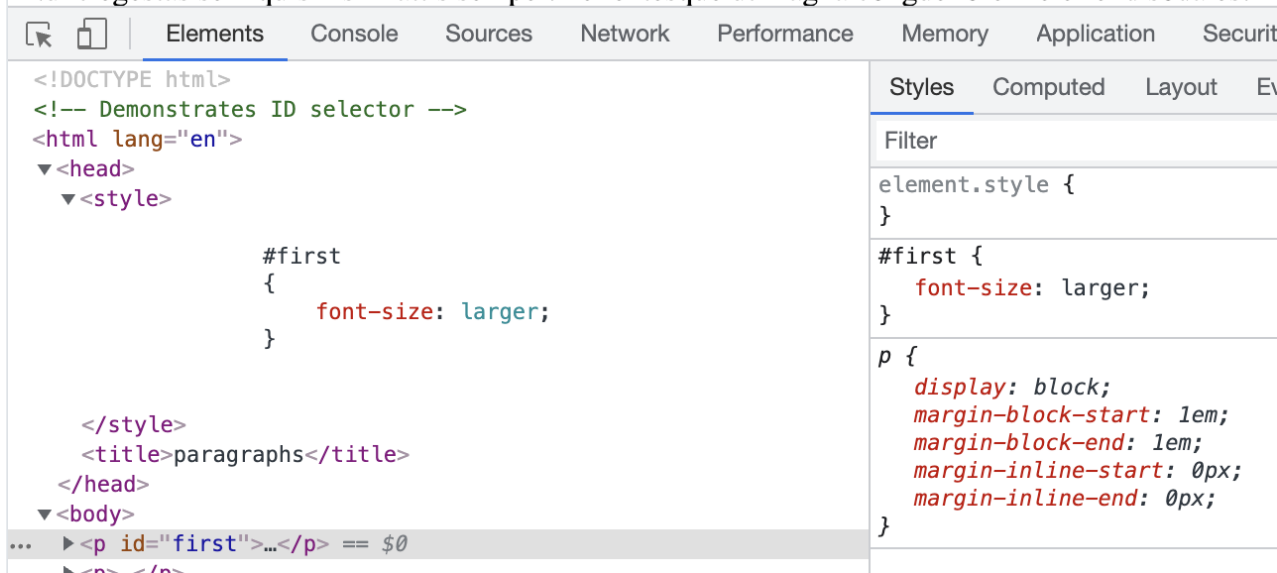 Elements Console Sources Network Performance Memory Application Securit
<!DOCTYPE html>
<!-- Demonstrates ID selector -->
<html lang="en">
▼<head>
▼<style>
#first
{
font-size: larger;
}
</style>
<title>paragraphs</title>
</head>
▼<body>
… ▶<p id="first">…</p> == $0
▶<p>…</p>
Styles Computed Layout Ev
Filter
element.style {
}
#first {
font-size: larger;
}
p {
display: block;
margin-block-start: 1em;
margin-block-end: 1em;
margin-inline-start: 0px;
margin-inline-end: 0px;
}